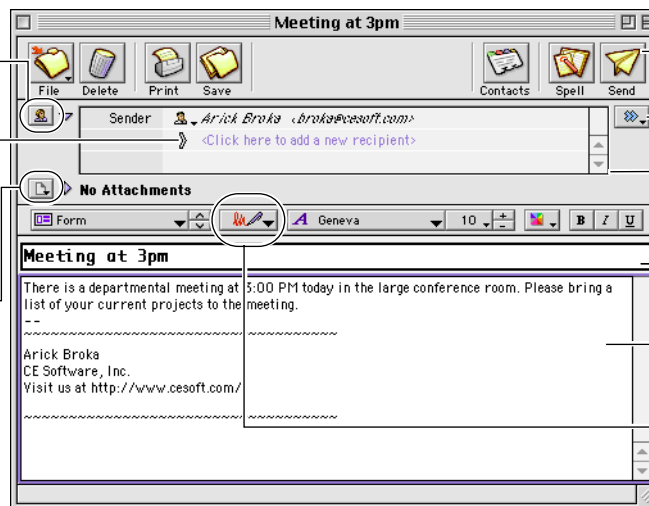 Meeting at 3pm
File Delete Print Save Contacts Spell Send
Sender Arick Broka <broka@cesoft.com>
<Click here to add a new recipient>
No Attachments
Form A Geneva 10 B I U
Meeting at 3pm
There is a departmental meeting at 3:00 PM today in the large conference room. Please bring a
list of your current projects to the meeting.
--
~~~~~~~~~~~~~~~~~~~~~~~~~~~~~~~~~~~
Arick Broka
CE Software, Inc.
Visit us at http://www.cesoft.com/
~~~~~~~~~~~~~~~~~~~~~~~~~~~~~~~~~~~